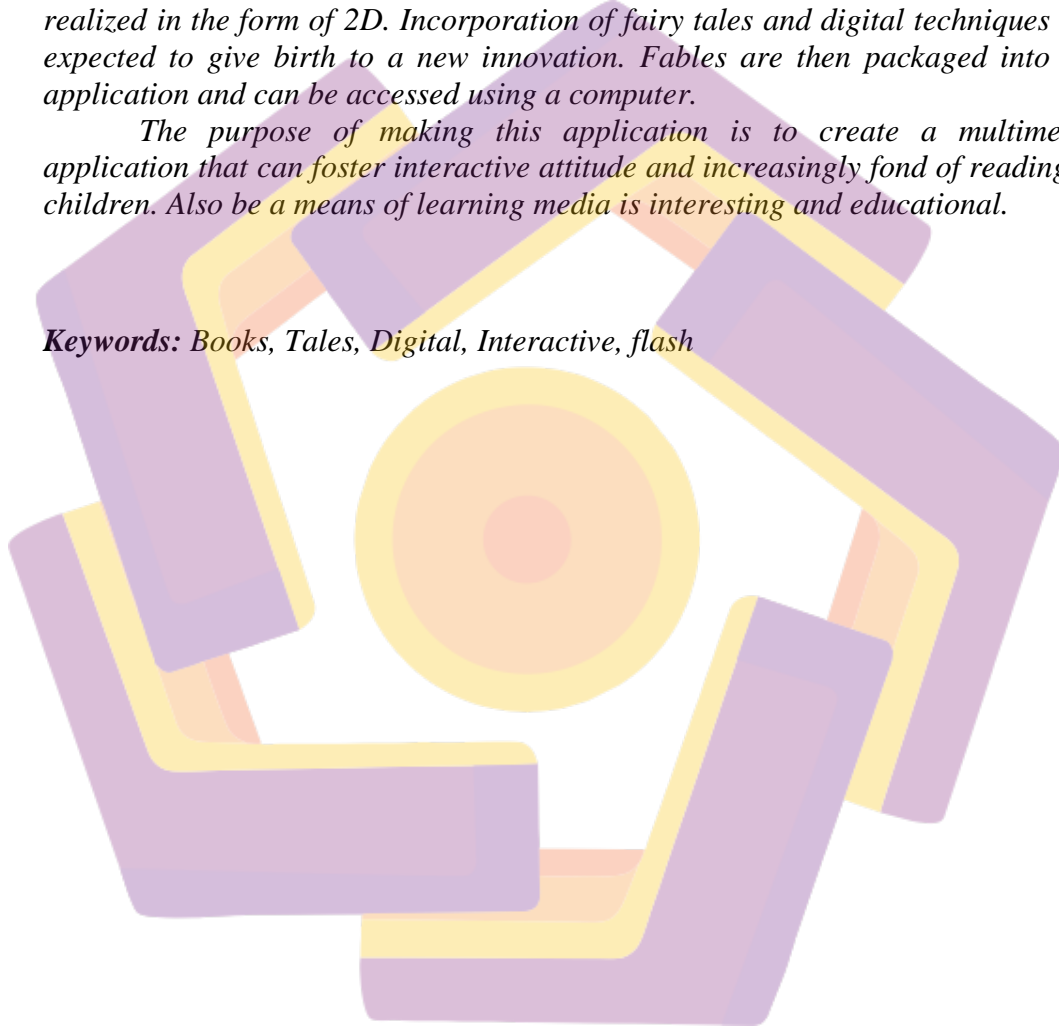 realized in the form of 2D. Incorporation of fairy tales and digital techniques
expected to give birth to a new innovation. Fables are then packaged into
application and can be accessed using a computer.
The purpose of making this application is to create a
application that can foster interactive attitude and increasingly fond of reading
children. Also be a means of learning media is interesting and educational.
Keywords: Books, Tales, Digital, Interactive, flash